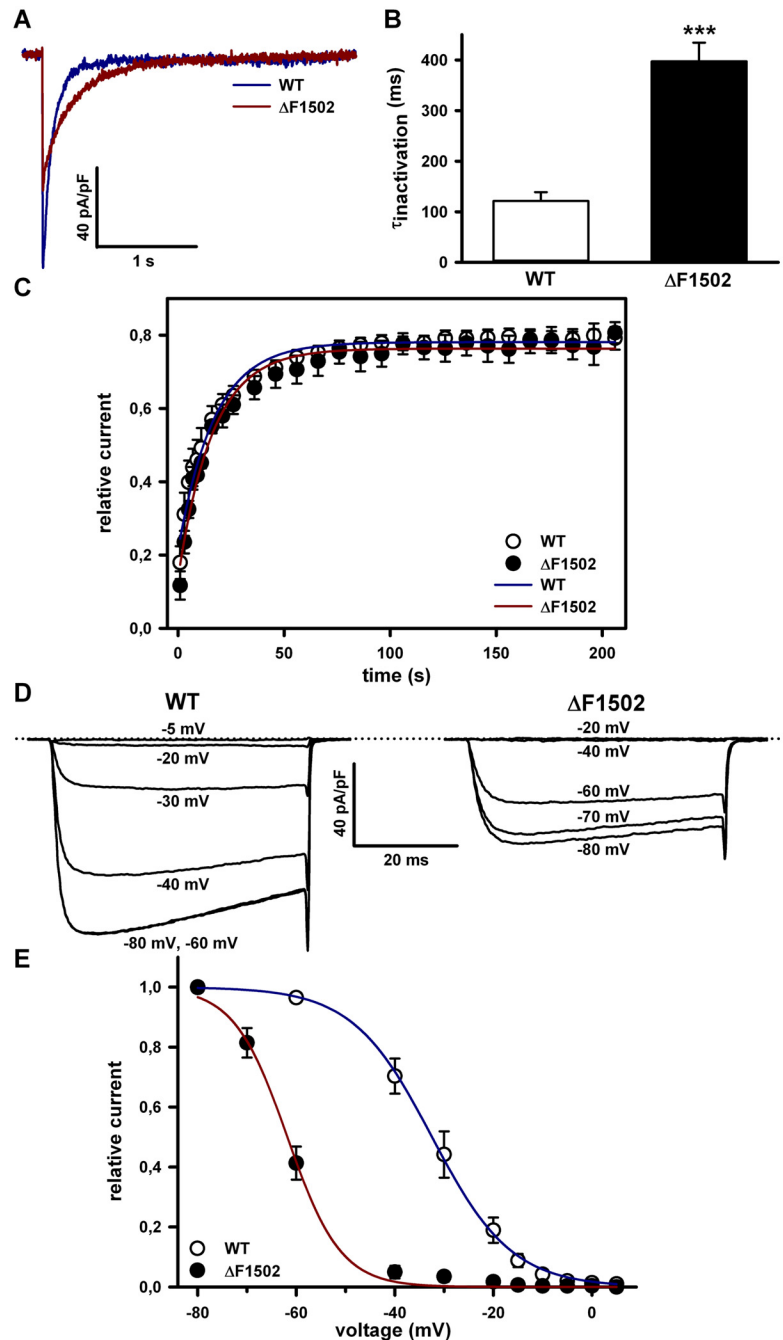 A
WT
ΔF1502
40 pA/pF
1 s
B
***
τinactivation (ms)
400
300
200
100
0
WT
ΔF1502
C
relative current
0,8
0,6
0,4
0,2
0,0
WT
ΔF1502
WT
ΔF1502
0
50
100
150
200
time (s)
D
WT
ΔF1502
-5 mV
-20 mV
-30 mV
-40 mV
-80 mV, -60 mV
40 pA/pF
20 ms
-20 mV
-40 mV
-60 mV
-70 mV
-80 mV
E
relative current
1,0
0,8
0,6
0,4
0,2
0,0
WT
ΔF1502
-80
-60
-40
-20
0
voltage (mV)